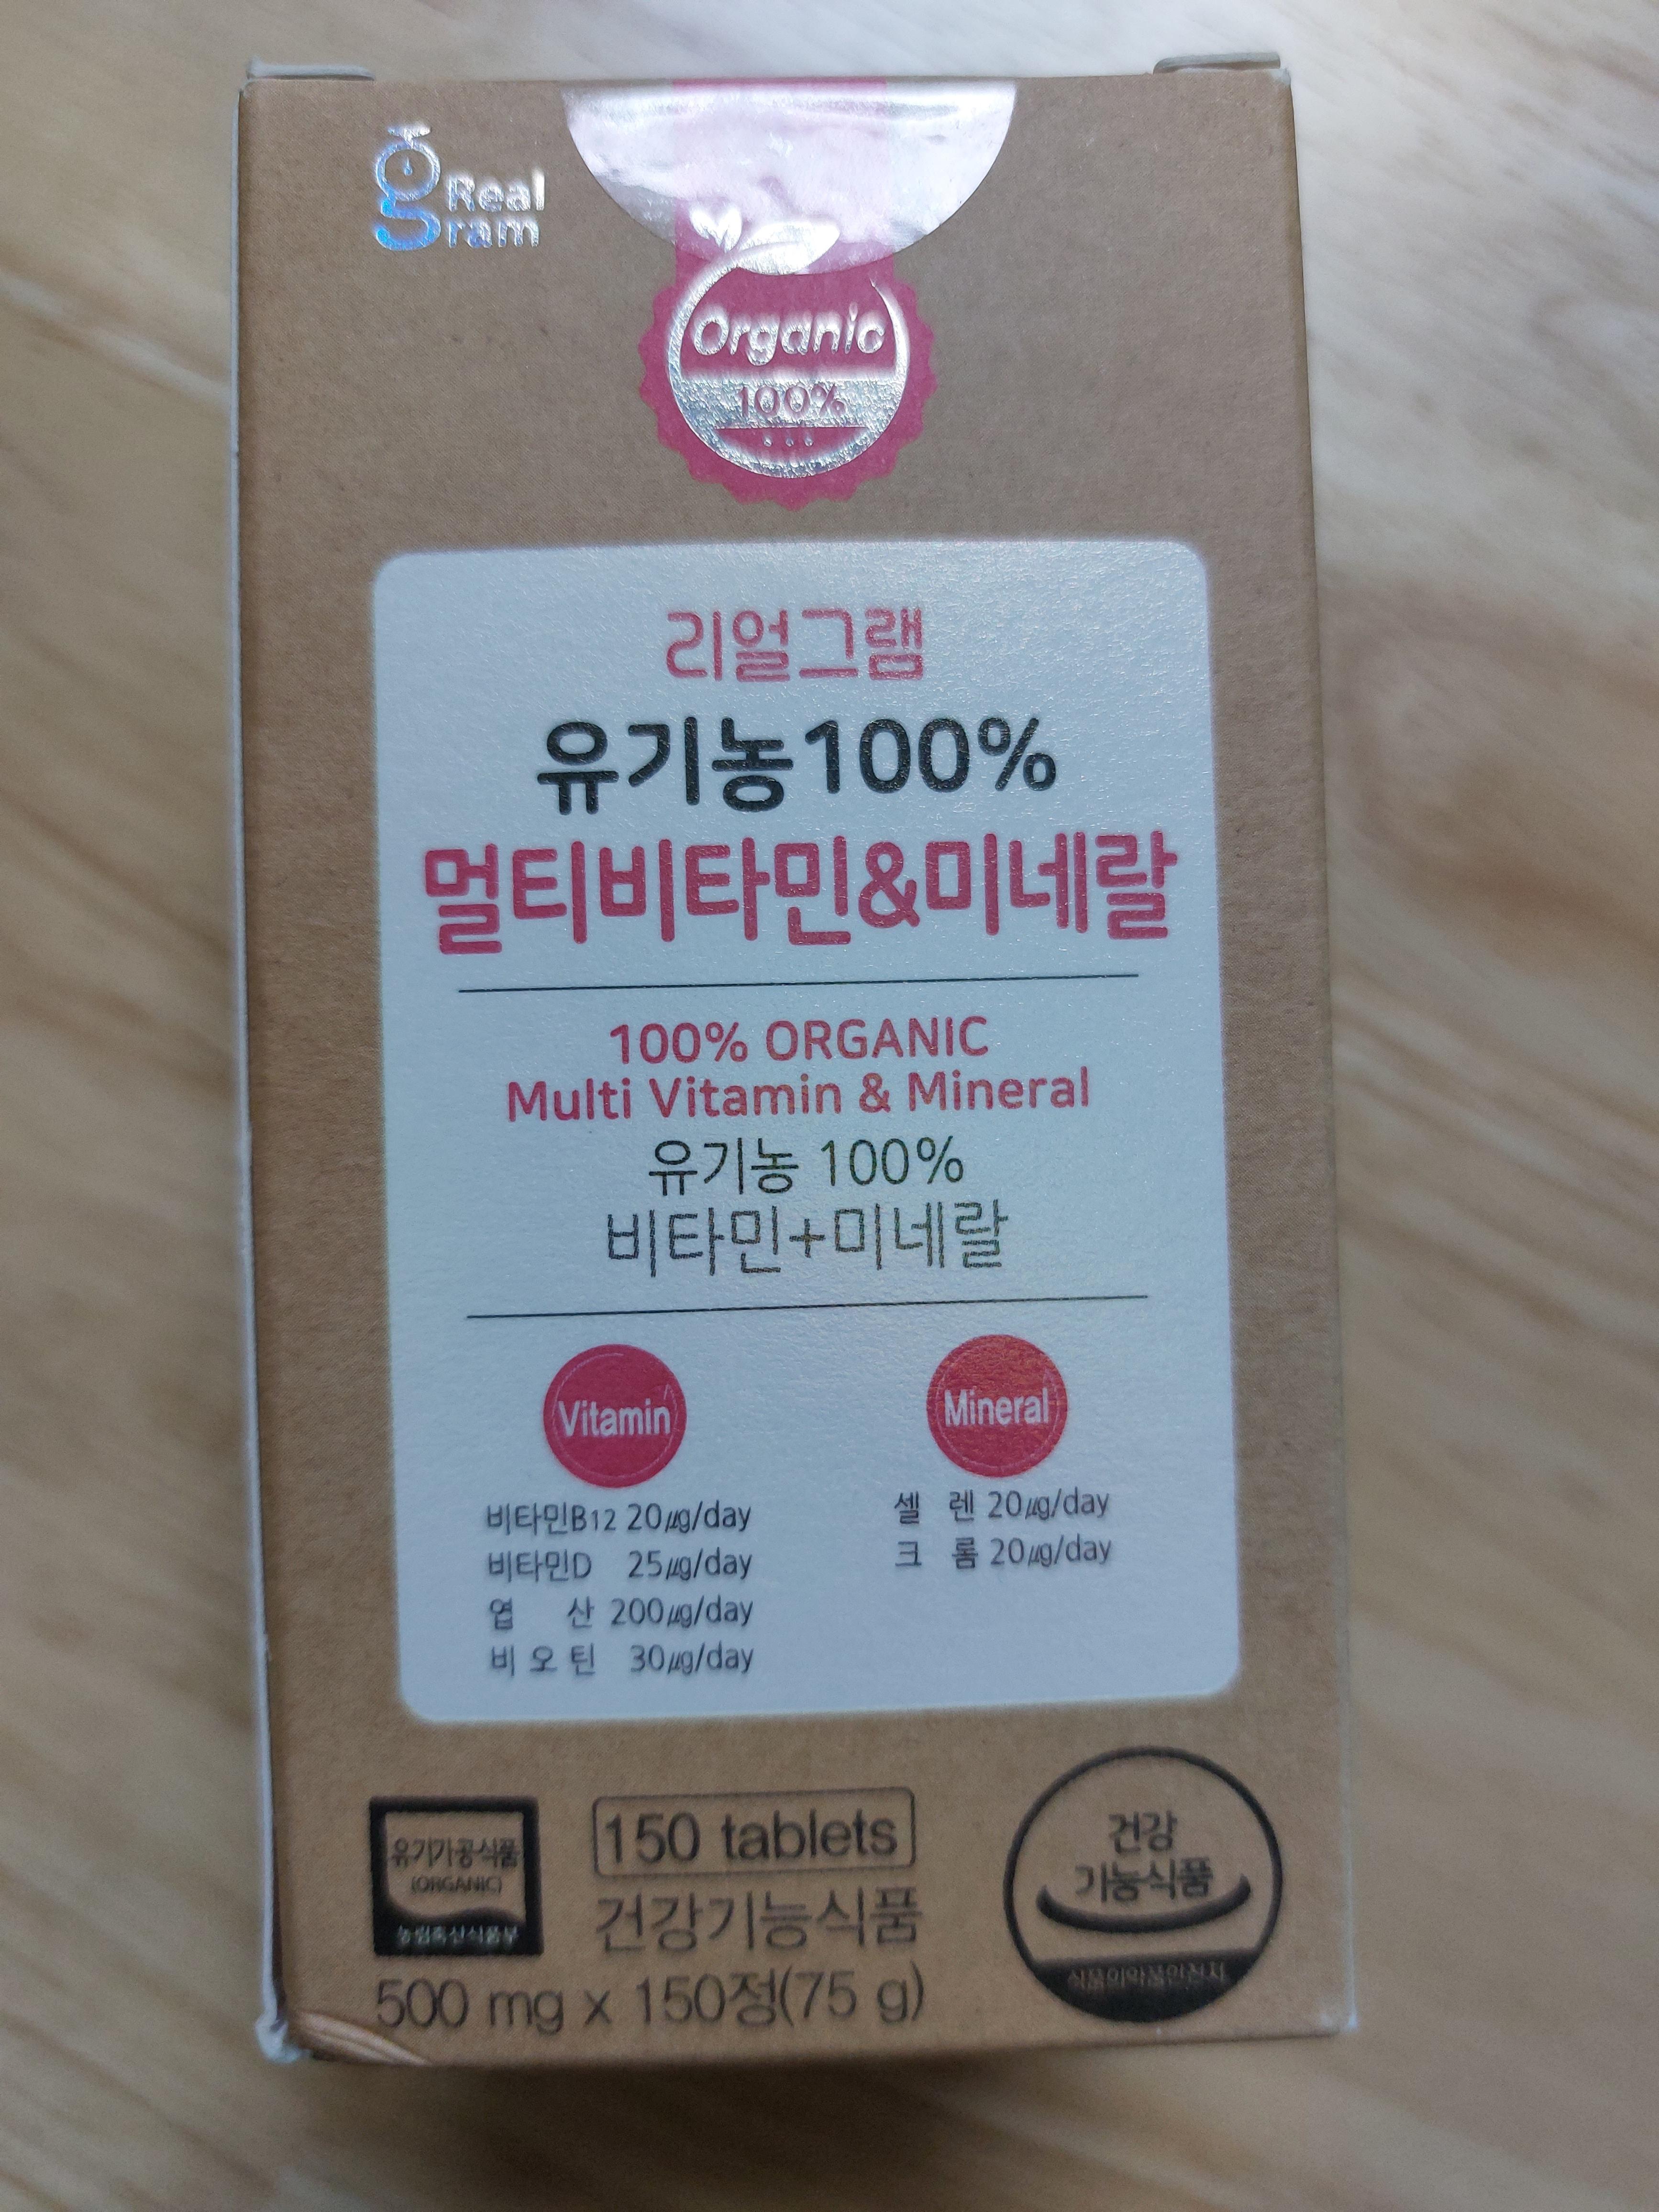 Real
gram
Organic
100%
리얼그램
유기농100%
멀티비타민&미네랄
100% ORGANIC
Multi Vitamin & Mineral
유기농 100%
비타민+미네랄
Vitamin
비타민B12 20㎍/day
비타민D 25㎍/day
엽 산 200㎍/day
비오틴 30㎍/day
Mineral
셀 렌 20㎍/day
크 롬 20㎍/day
유기가공식품
(ORGANIC)
농림축산식품부
150 tablets
건강기능식품
500 mg x 150정(75 g)
건강
기능식품
식품의약품안전처